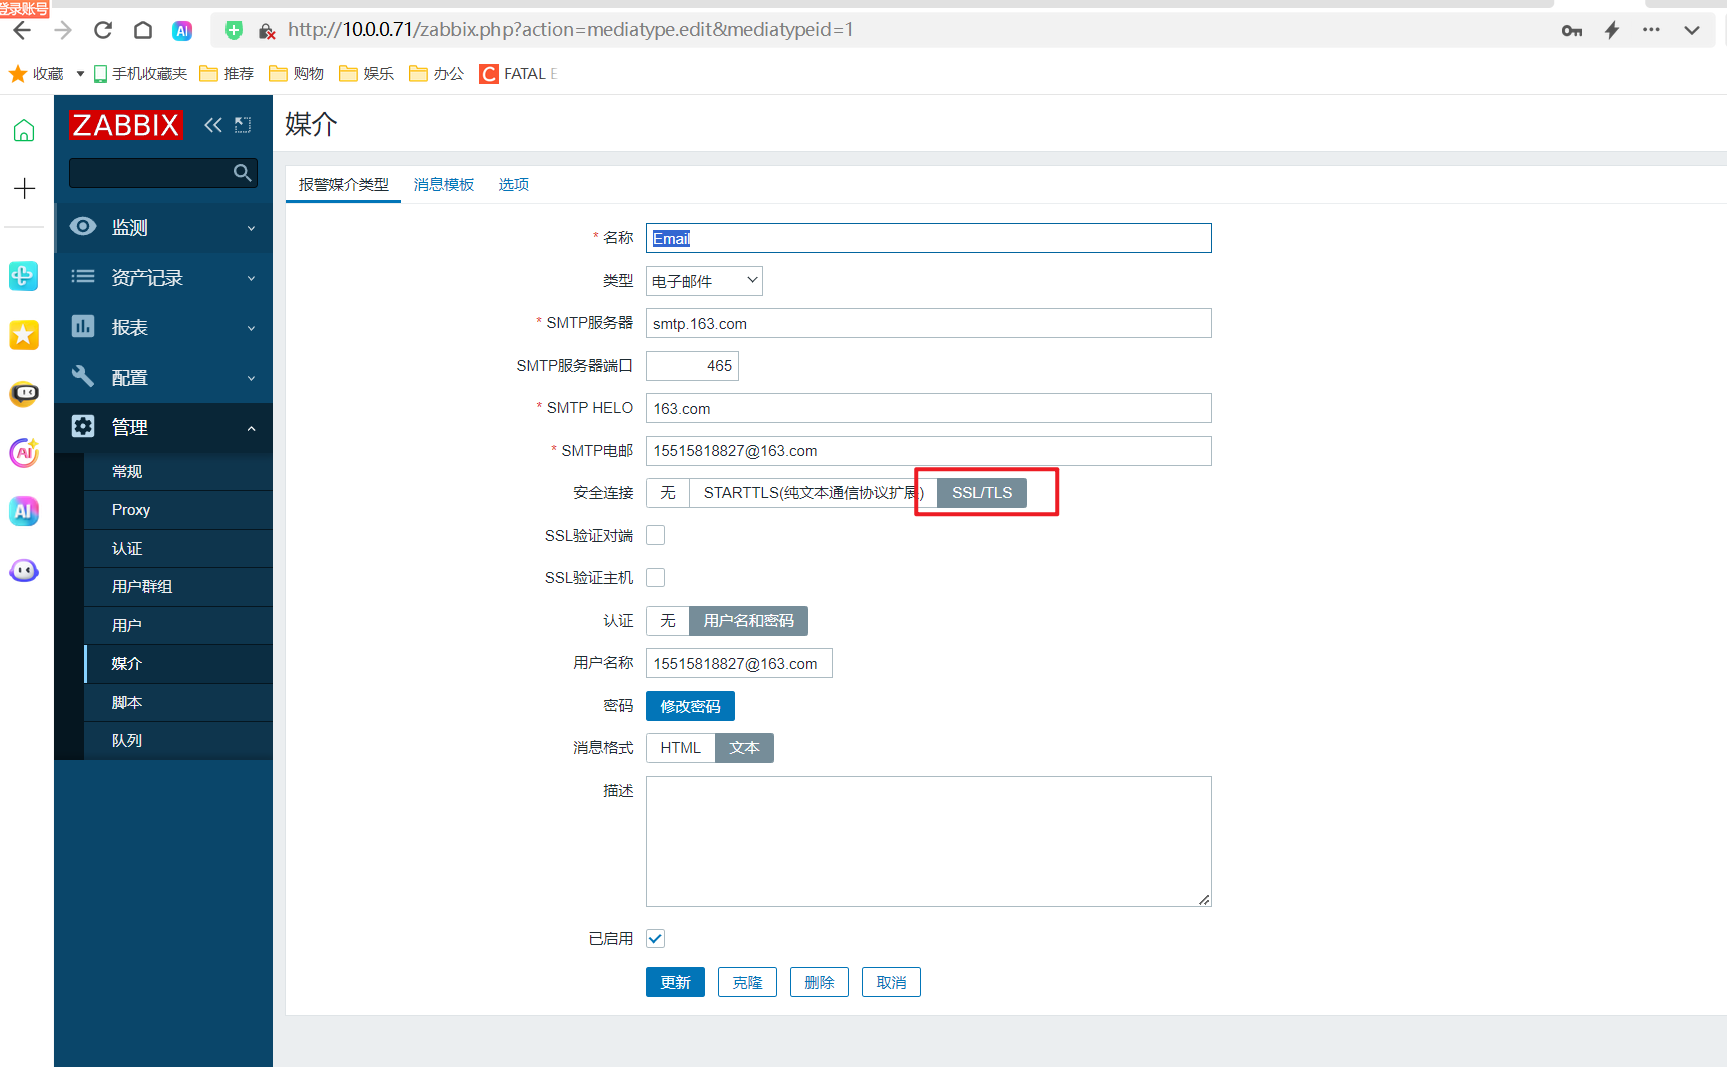 登录账号
http://10.0.0.71/zabbix.php?action=mediatype.edit&mediatypeid=1
收藏 手机收藏夹 推荐 购物 娱乐 办公 C FATAL E
ZABBIX
媒介
报警媒介类型 消息模板 选项
监测
资产记录
报表
配置
管理
常规
Proxy
认证
用户群组
用户
媒介
脚本
队列
* 名称 Email
类型 电子邮件
* SMTP服务器 smtp.163.com
SMTP服务器端口 465
* SMTP HELO 163.com
* SMTP电邮 15515818827@163.com
安全连接 无 STARTTLS(纯文本通信协议扩展) SSL/TLS
SSL验证对端
SSL验证主机
认证 无 用户名和密码
用户名称 15515818827@163.com
密码 修改密码
消息格式 HTML 文本
描述
已启用
更新 克隆 删除 取消